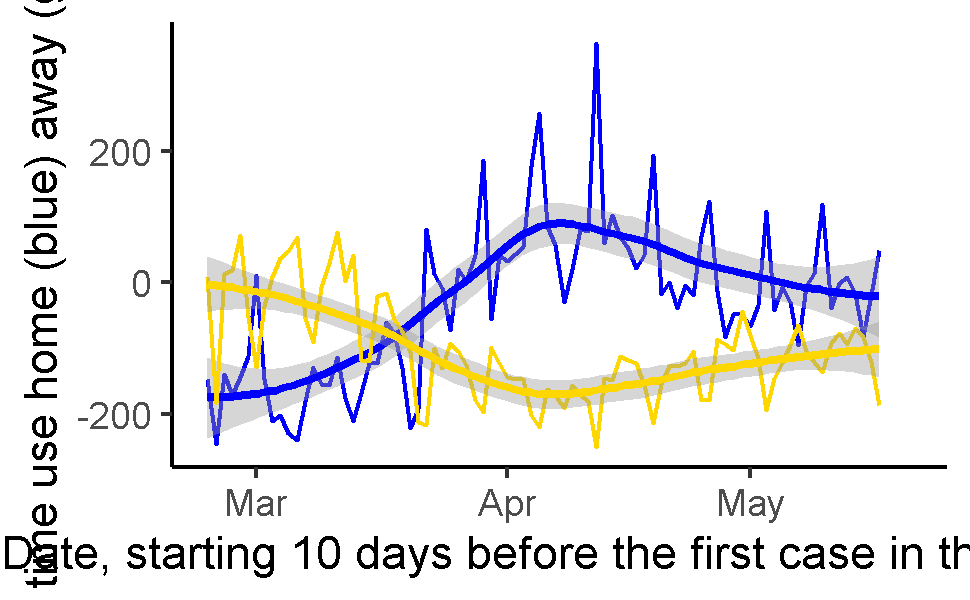 time use home (blue) away (
200
0
-200
Mar Apr May
Date, starting 10 days before the first case in th